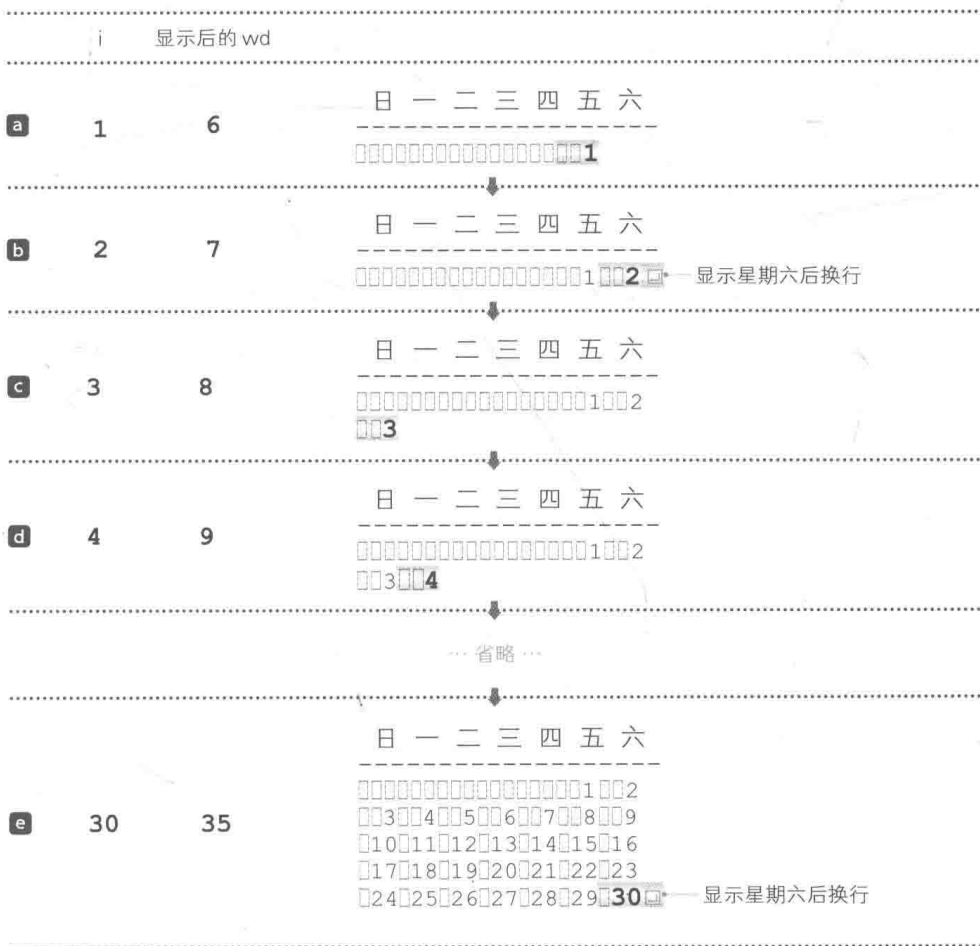 i 显示后的 wd
a 1 6
日 一 二 三 四 五 六
1
b 2 7
日 一 二 三 四 五 六
1 2 显示星期六后换行
c 3 8
日 一 二 三 四 五 六
1 2
3
d 4 9
日 一 二 三 四 五 六
1 2
3 4
… 省略 …
e 30 35
日 一 二 三 四 五 六
1 2
3 4 5 6 7 8 9
10 11 12 13 14 15 16
17 18 19 20 21 22 23
24 25 26 27 28 29 30 显示星期六后换行